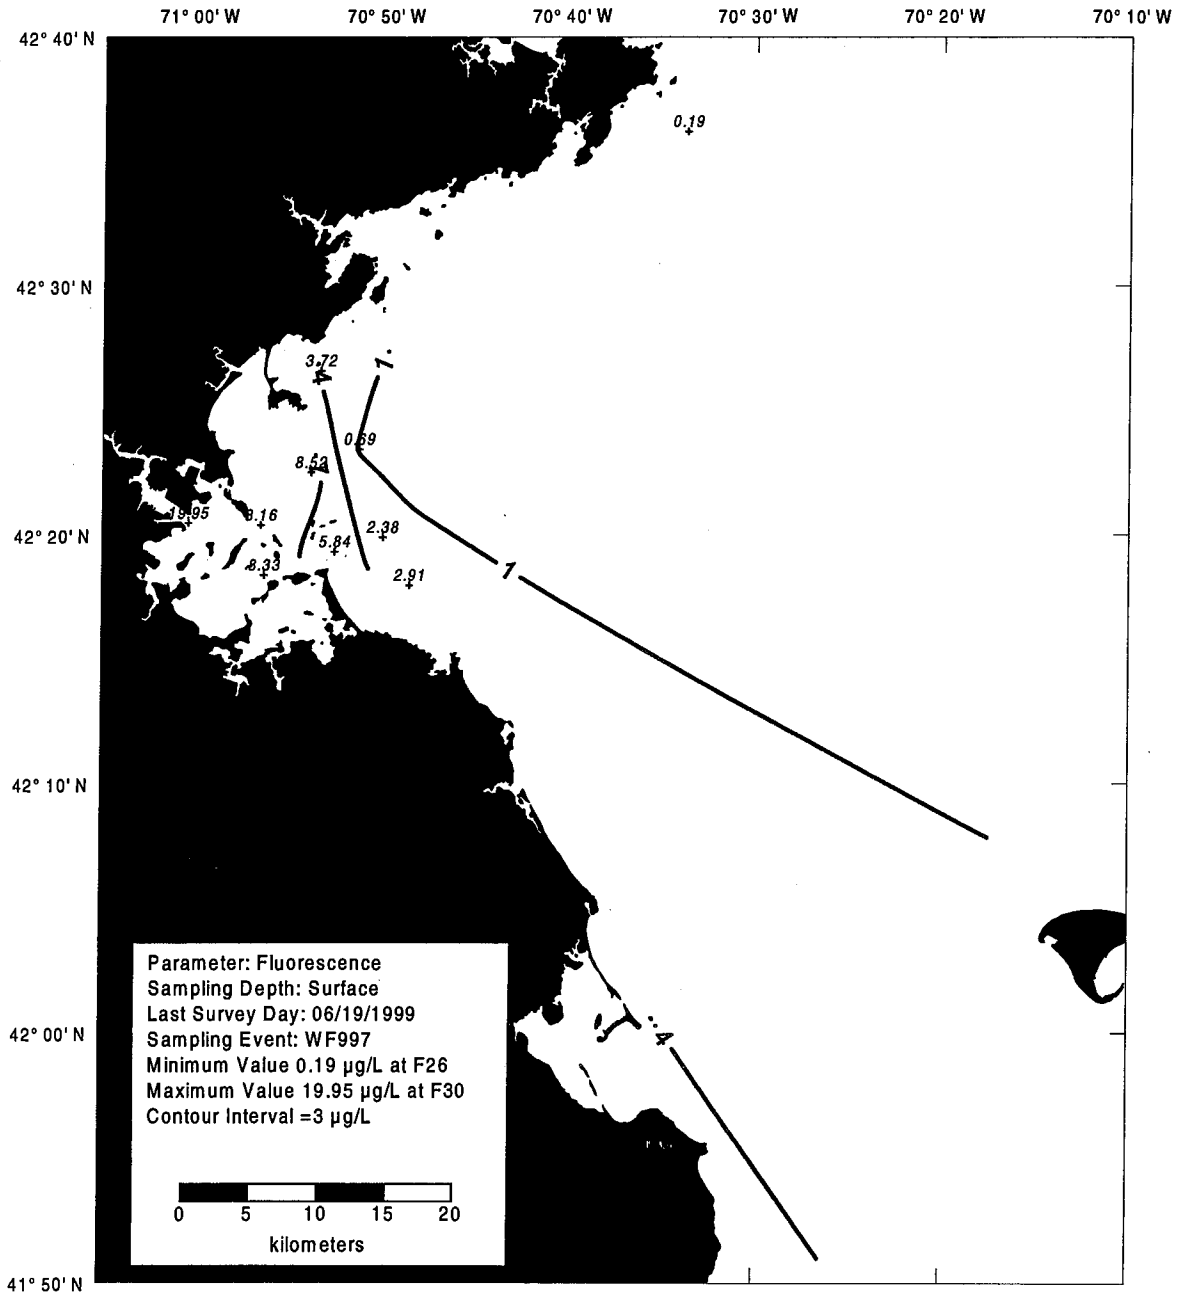 71° 00' W 70° 50' W 70° 40' W 70° 30' W 70° 20' W 70° 10' W
42° 40' N
0.19
42° 30' N
3.72
1
4
0.69
8.52
4
19.95
8.16
2.38
42° 20' N
5.84
8.33
2.91
1
42° 10' N
42° 00' N
4
41° 50' N
Parameter: Fluorescence
Sampling Depth: Surface
Last Survey Day: 06/19/1999
Sampling Event: WF997
Minimum Value 0.19 µg/L at F26
Maximum Value 19.95 µg/L at F30
Contour Interval =3 µg/L
0 5 10 15 20
kilometers